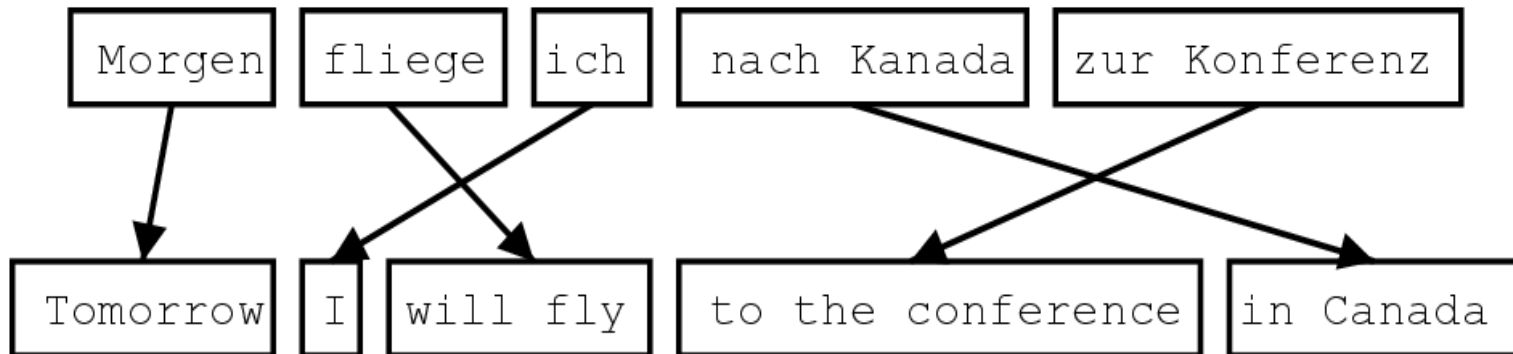 Morgen fliege ich nach Kanada zur Konferenz
Tomorrow I will fly to the conference in Canada